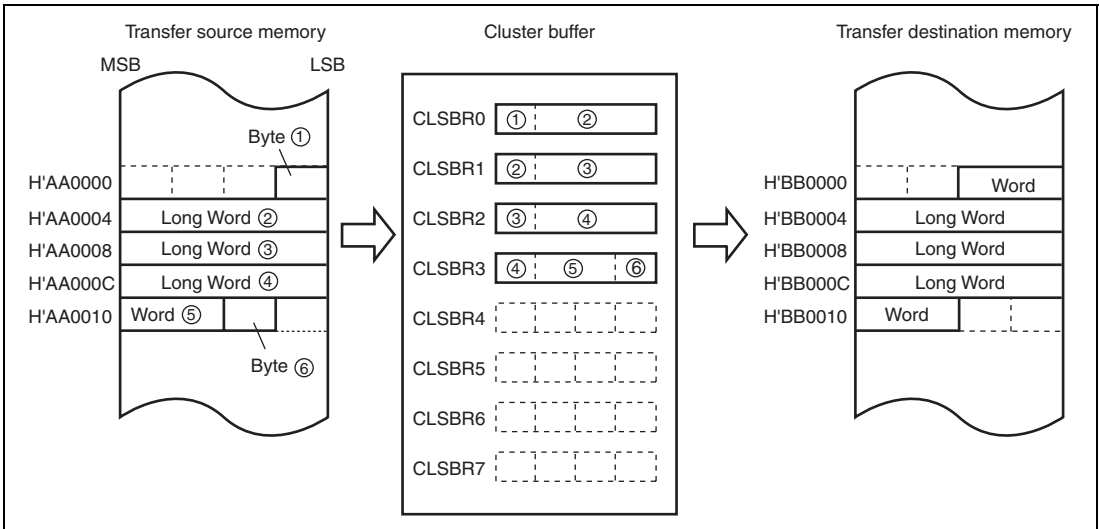 Transfer source memory
MSB LSB
Byte ①
H'AA0000
H'AA0004 Long Word ②
H'AA0008 Long Word ③
H'AA000C Long Word ④
H'AA0010 Word ⑤
Byte ⑥
Cluster buffer
CLSBR0 ① ②
CLSBR1 ② ③
CLSBR2 ③ ④
CLSBR3 ④ ⑤ ⑥
CLSBR4
CLSBR5
CLSBR6
CLSBR7
Transfer destination memory
H'BB0000 Word
H'BB0004 Long Word
H'BB0008 Long Word
H'BB000C Long Word
H'BB0010 Word